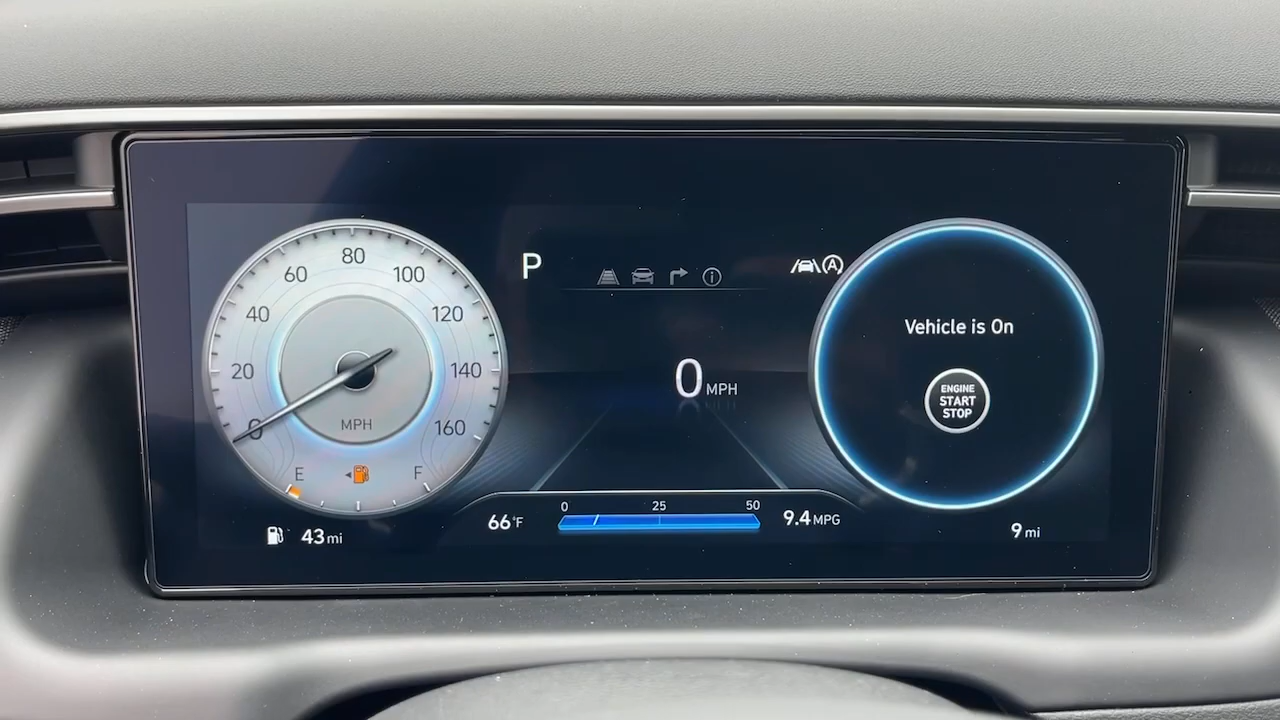 80
60
100
40
120
20
140
0
160
MPH
E
F
43 mi
P
A
i
0 MPH
66°F
0
25
50
9.4 MPG
Vehicle is On
ENGINE
START
STOP
9 mi